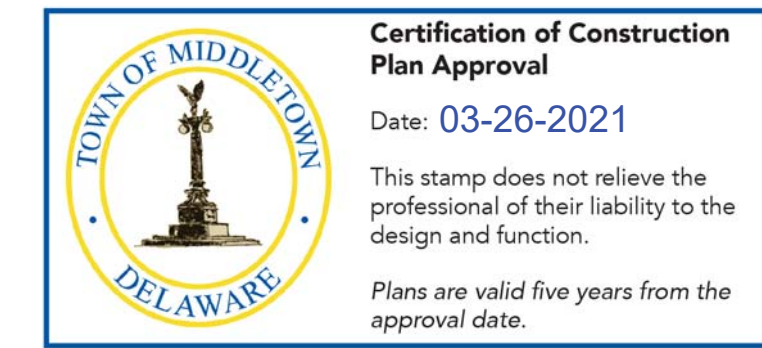 TOWN OF MIDDLETOWN
DELAWARE
Certification of Construction
Plan Approval
Date: 03-26-2021
This stamp does not relieve the
professional of their liability to the
design and function.
Plans are valid five years from the
approval date.